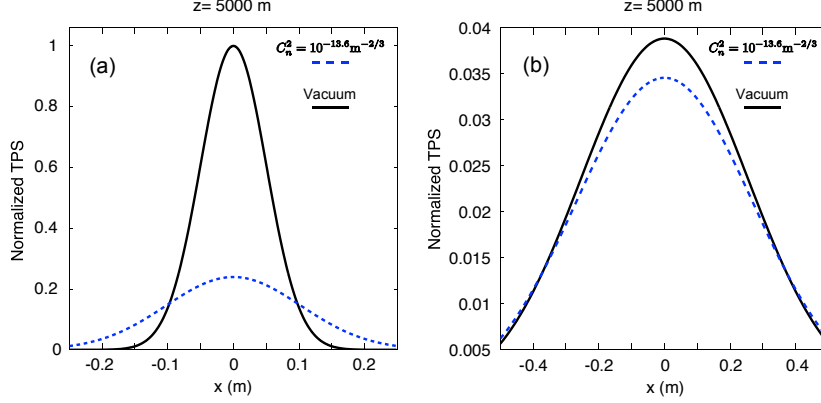 z= 5000 m
(a)
C_n^2 = 10^{-13.6} m^{-2/3}
Vacuum
Normalized TPS
1
0.8
0.6
0.4
0.2
0
-0.2
-0.1
0
0.1
0.2
x (m)
z= 5000 m
(b)
C_n^2 = 10^{-13.6} m^{-2/3}
Vacuum
Normalized TPS
0.04
0.035
0.03
0.025
0.02
0.015
0.01
0.005
-0.4
-0.2
0
0.2
0.4
x (m)